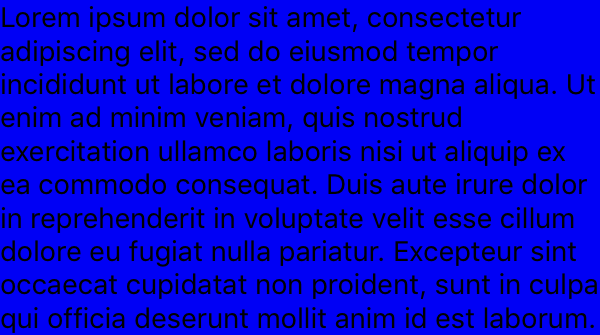 Lorem ipsum dolor sit amet, consectetur
adipiscing elit, sed do eiusmod tempor
incididunt ut labore et dolore magna aliqua. Ut
enim ad minim veniam, quis nostrud
exercitation ullamco laboris nisi ut aliquip ex
ea commodo consequat. Duis aute irure dolor
in reprehenderit in voluptate velit esse cillum
dolore eu fugiat nulla pariatur. Excepteur sint
occaecat cupidatat non proident, sunt in culpa
qui officia deserunt mollit anim id est laborum.